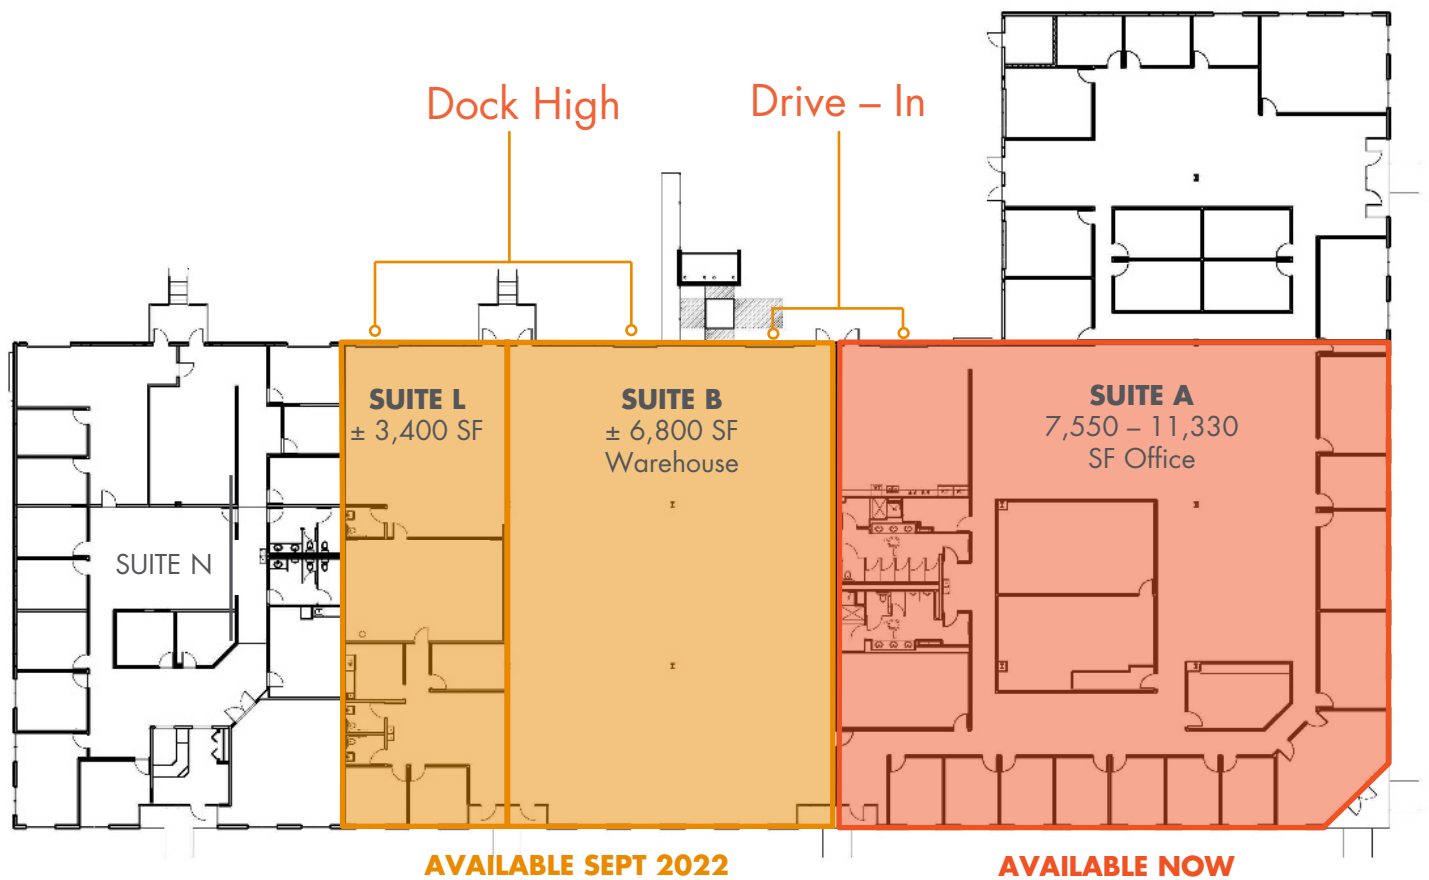 Dock High
Drive – In
SUITE L
± 3,400 SF
SUITE B
± 6,800 SF
Warehouse
SUITE A
7,550 – 11,330
SF Office
SUITE N
AVAILABLE SEPT 2022
AVAILABLE NOW